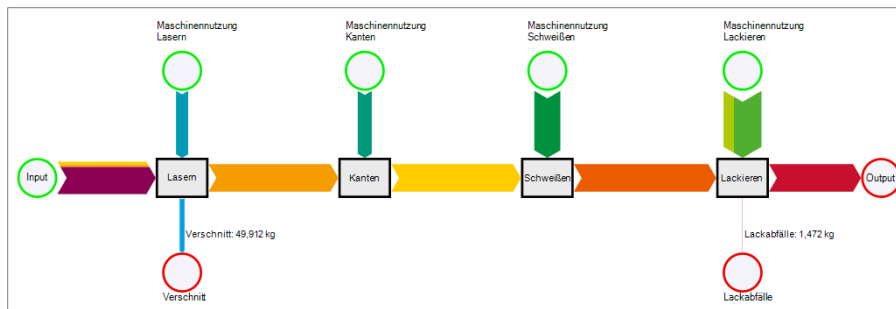 Maschinennutzung
Lasern
Maschinennutzung
Kanten
Maschinennutzung
Schweißen
Maschinennutzung
Lackieren
Input
Lasern
Kanten
Schweißen
Lackieren
Output
Verschnitt: 49,912 kg
Lackabfälle: 1,472 kg
Verschnitt
Lackabfälle